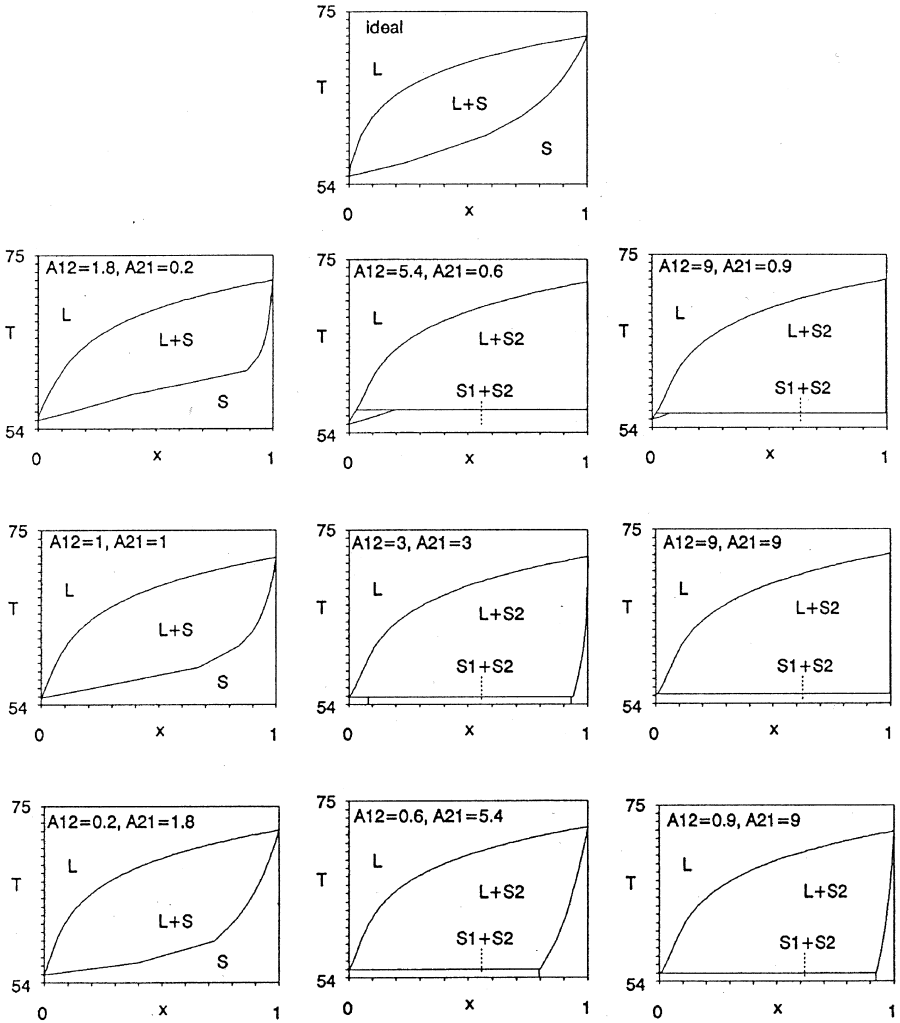 75
ideal
L
T
L+S
S
54
0 x 1
75
A12=1.8, A21=0.2
L
T
L+S
S
54
0 x 1
75
A12=5.4, A21=0.6
L
T
L+S2
S1+S2
54
0 x 1
75
A12=9, A21=0.9
L
T
L+S2
S1+S2
54
0 x 1
75
A12=1, A21=1
L
T
L+S
S
54
0 x 1
75
A12=3, A21=3
L
T
L+S2
S1+S2
54
0 x 1
75
A12=9, A21=9
L
T
L+S2
S1+S2
54
0 x 1
75
A12=0.2, A21=1.8
L
T
L+S
S
54
0 x 1
75
A12=0.6, A21=5.4
L
T
L+S2
S1+S2
54
0 x 1
75
A12=0.9, A21=9
L
T
L+S2
S1+S2
54
0 x 1